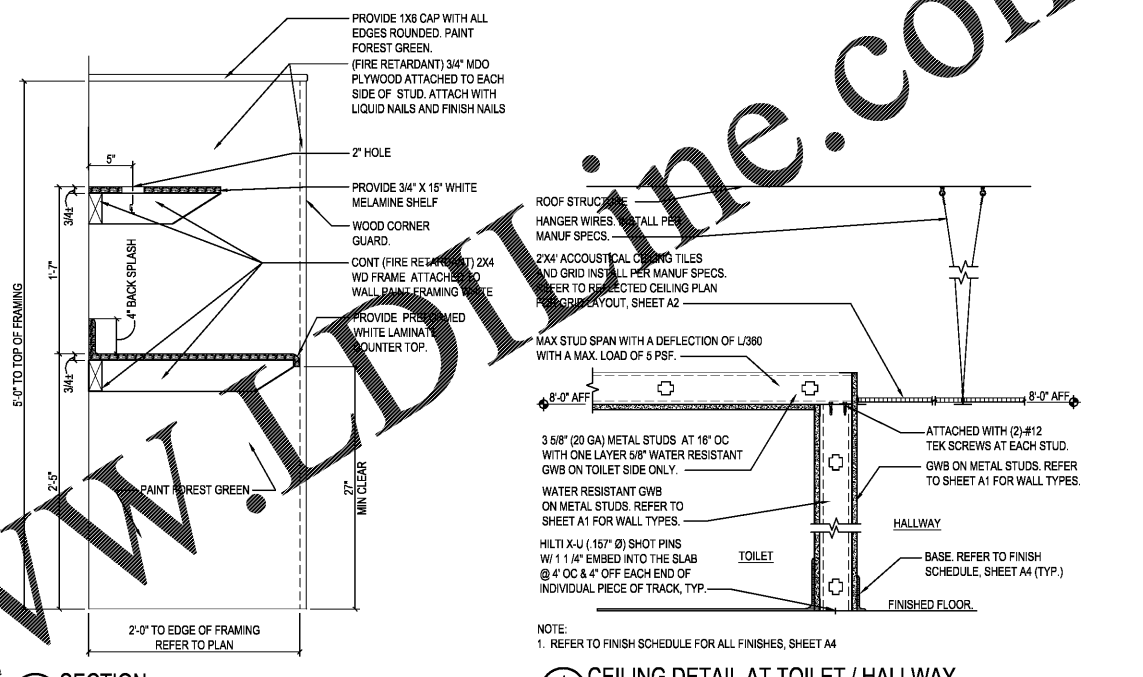 PROVIDE 1X6 CAP WITH ALL
EDGES ROUNDED. PAINT
FOREST GREEN.
(FIRE RETARDANT) 3/4" MDO
PLYWOOD ATTACHED TO EACH
SIDE OF STUD. ATTACH WITH
LIQUID NAILS AND FINISH NAILS
5"
2" HOLE
PROVIDE 3/4" X 15" WHITE
MELAMINE SHELF
3/4±
WOOD CORNER
GUARD.
CONT (FIRE RETARDANT) 2X4
WD FRAME ATTACHED TO
WALL PAINT FRAMING WHITE
1'-7"
4" BACK SPLASH
PROVIDE PREFORMED
WHITE LAMINATE
COUNTER TOP.
3/4±
5'-0" TO TOP OF FRAMING
2'-5"
PAINT FOREST GREEN
27"
MIN CLEAR
2'-0" TO EDGE OF FRAMING
REFER TO PLAN
SECTION
ROOF STRUCTURE
HANGER WIRES. INSTALL PER
MANUF SPECS.
2'X4' ACCOUSTICAL CEILING TILES
AND GRID INSTALL PER MANUF SPECS.
REFER TO REFLECTED CEILING PLAN
FOR GRID LAYOUT, SHEET A2
MAX STUD SPAN WITH A DEFLECTION OF L/360
WITH A MAX. LOAD OF 5 PSF.
8'-0" AFF
8'-0" AFF
3 5/8" (20 GA) METAL STUDS AT 16" OC
WITH ONE LAYER 5/8" WATER RESISTANT
GWB ON TOILET SIDE ONLY.
ATTACHED WITH (2)-#12
TEK SCREWS AT EACH STUD.
GWB ON METAL STUDS. REFER
TO SHEET A1 FOR WALL TYPES.
WATER RESISTANT GWB
ON METAL STUDS. REFER TO
SHEET A1 FOR WALL TYPES.
HALLWAY
HILTI X-U (.157" Ø) SHOT PINS
W/ 1 1/4" EMBED INTO THE SLAB
@ 4' OC & 4" OFF EACH END OF
INDIVIDUAL PIECE OF TRACK, TYP.
TOILET
BASE. REFER TO FINISH
SCHEDULE, SHEET A4 (TYP.)
FINISHED FLOOR.
NOTE:
1. REFER TO FINISH SCHEDULE FOR ALL FINISHES, SHEET A4
CEILING DETAIL AT TOILET / HALLWAY
www.LDILine.com